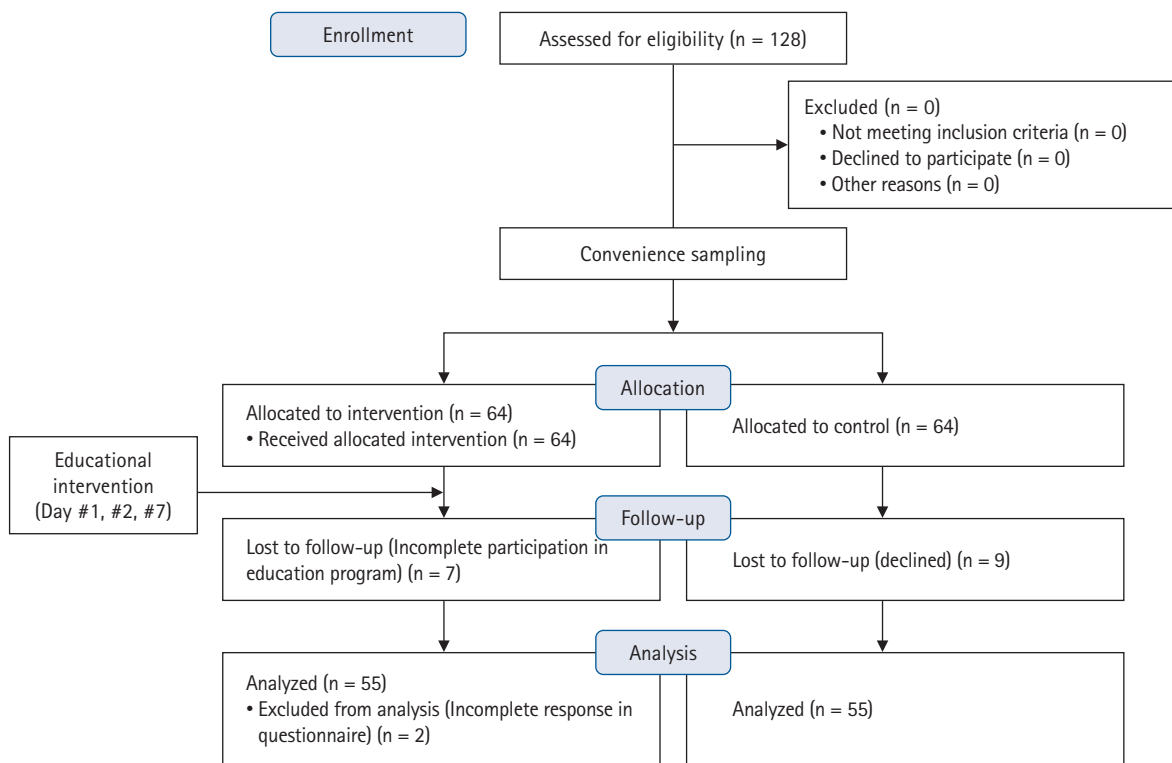 Enrollment
Assessed for eligibility (n = 128)
Excluded (n = 0)
• Not meeting inclusion criteria (n = 0)
• Declined to participate (n = 0)
• Other reasons (n = 0)
Convenience sampling
Allocation
Allocated to intervention (n = 64)
• Received allocated intervention (n = 64)
Allocated to control (n = 64)
Educational
intervention
(Day #1, #2, #7)
Follow-up
Lost to follow-up (Incomplete participation in
education program) (n = 7)
Lost to follow-up (declined) (n = 9)
Analysis
Analyzed (n = 55)
• Excluded from analysis (Incomplete response in
questionnaire) (n = 2)
Analyzed (n = 55)